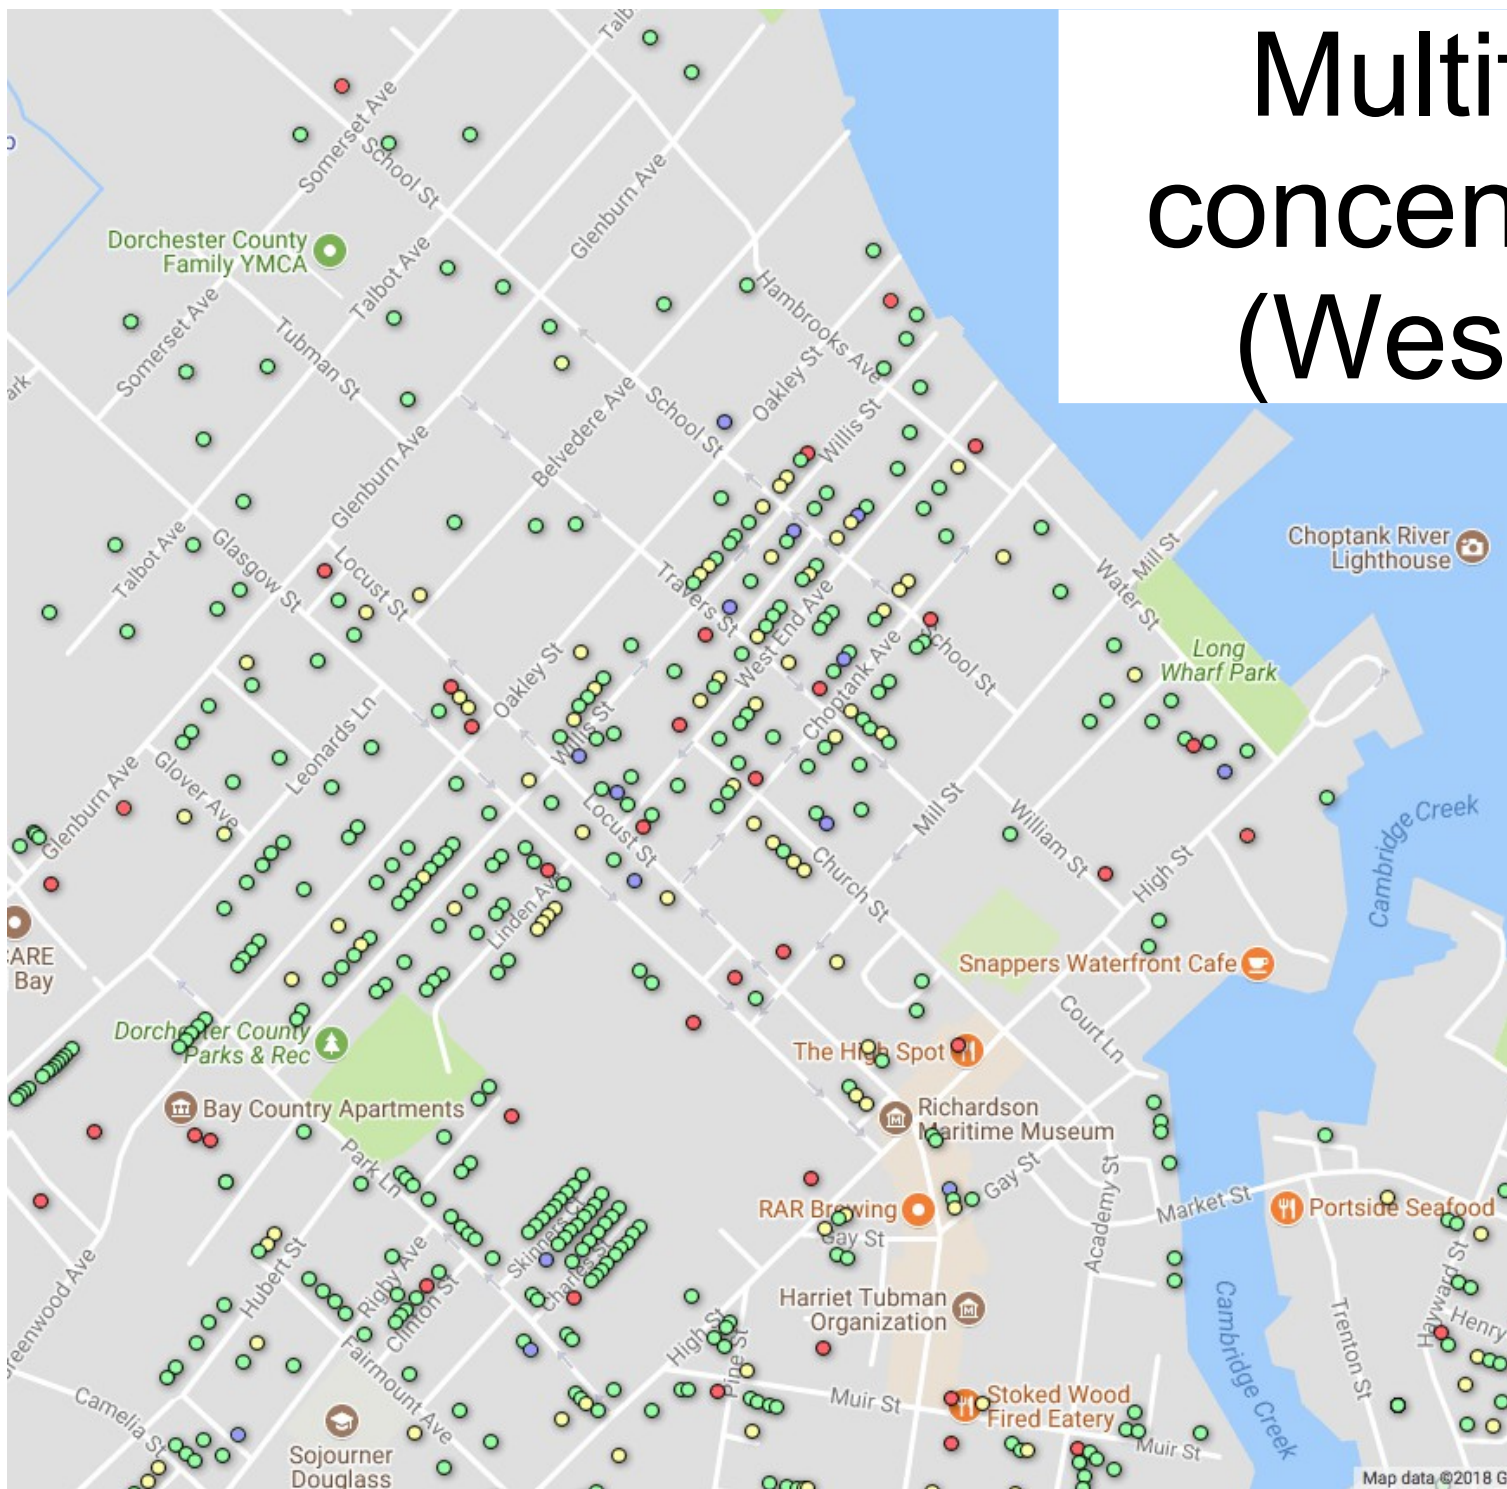 Multi
concen
(Wes
Somerset Ave
School St
Glenburn Ave
Dorchester County
Family YMCA
Talbot Ave
Somerset Ave
Tubman St
Hambrooks Ave
Oakley St
Belvedere Ave
School St
Willis St
Glenburn Ave
Talbot Ave
Glasgow St
Locust St
Travers St
West End Ave
Mill St
Choptank River
Lighthouse
Water St
Long
Wharf Park
School St
Choptank Ave
Oakley St
Willis St
Leonards Ln
Glover Ave
Glenburn Ave
Locust St
Mill St
William St
Church St
High St
Cambridge Creek
Linden Ave
CARE
Bay
Snappers Waterfront Cafe
Court Ln
Dorchester County
Parks & Rec
The High Spot
Bay Country Apartments
Richardson
Maritime Museum
Park Ln
Gay St
Academy St
Market St
Portside Seafood
RAR Brewing
Gay St
Skinners Ct
Charles St
Hubert St
Rigby Ave
Clinton St
Greenwood Ave
Harriet Tubman
Organization
High St
Pine St
Cambridge Creek
Trenton St
Hayward St
Henry
Fairmount Ave
Camelia St
Muir St
Stoked Wood
Fired Eatery
Muir St
Sojourner
Douglass
Map data ©2018 G